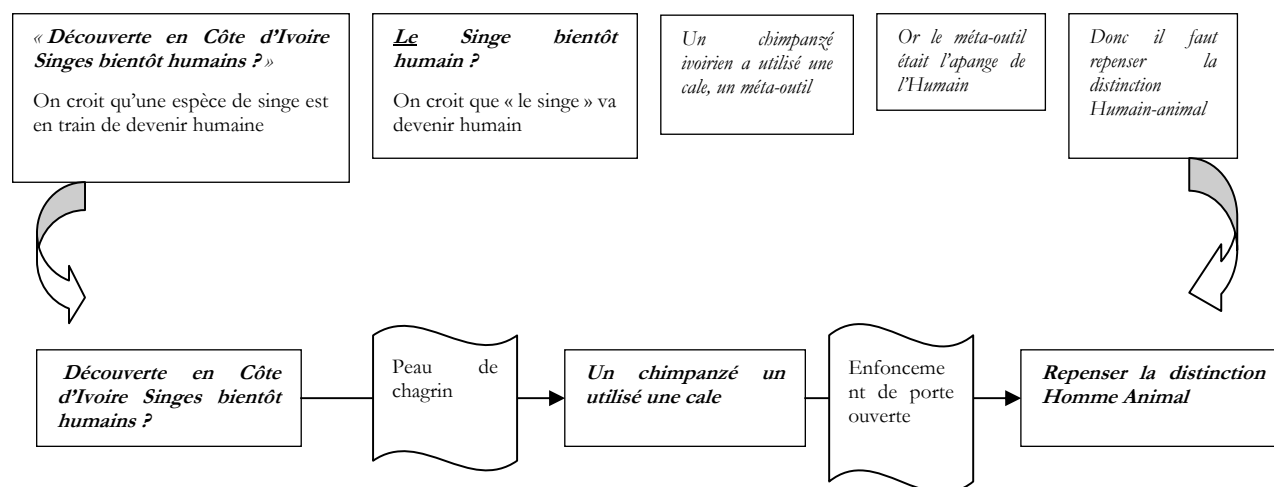 « Découverte en Côte d'Ivoire
Singes bientôt humains ? »
On croit qu'une espèce de singe est
en train de devenir humaine
Le Singe bientôt
humain ?
On croit que « le singe » va
devenir humain
Un chimpanzé
ivoirien a utilisé une
cale, un méta-outil
Or le méta-outil
était l'apange de
l'Humain
Donc il faut
repenser la
distinction
Humain-animal
Découverte en Côte
d'Ivoire Singes bientôt
humains ?
Peau de
chagrin
Un chimpanzé un
utilisé une cale
Enfonceme
nt de porte
ouverte
Repenser la distinction
Homme Animal